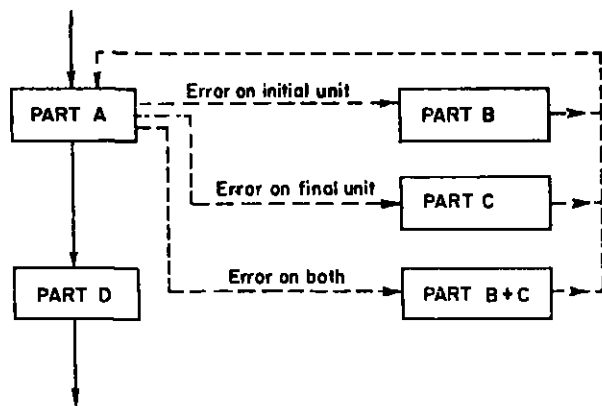 Error on initial unit
PART A
PART B
Error on final unit
PART C
Error on both
PART D
PART B+C